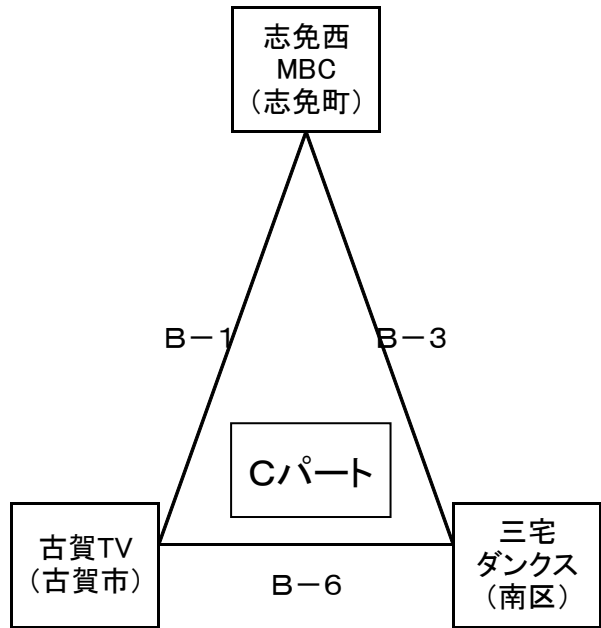 志免西
MBC
（志免町）
B－1
B－3
Cパート
古賀TV
（古賀市）
三宅
ダンクス
（南区）
B－6